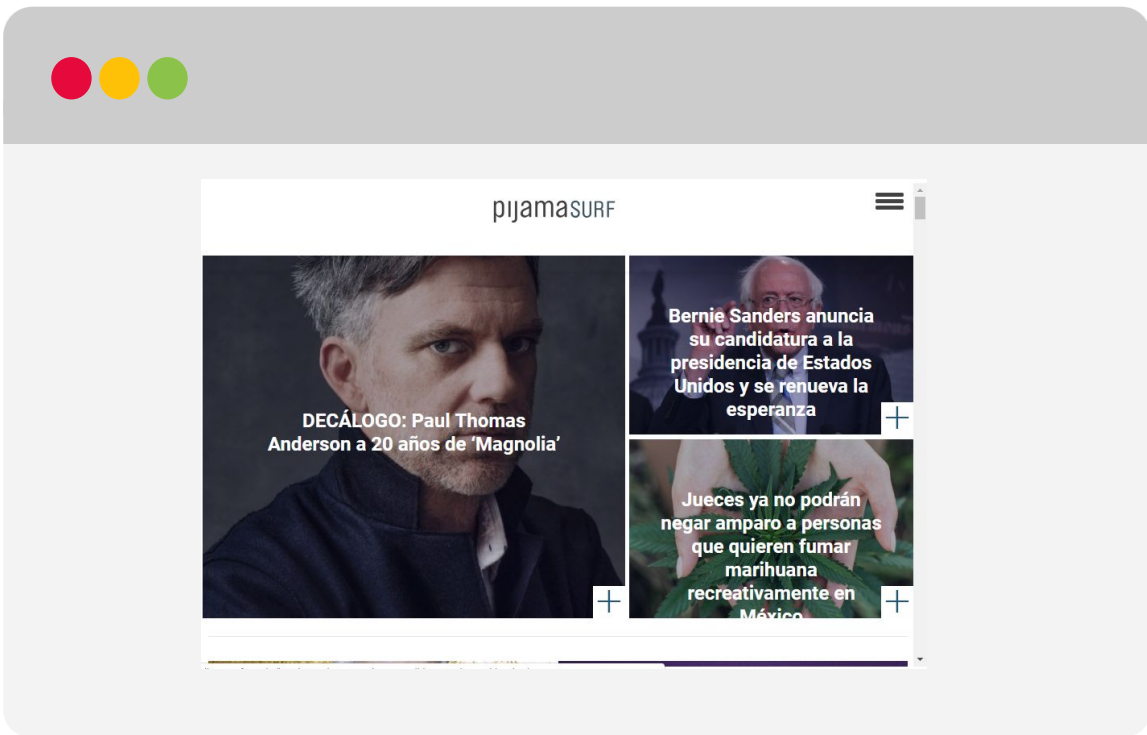 pijamaSURF
DECÁLOGO: Paul Thomas
Anderson a 20 años de ‘Magnolia’
Bernie Sanders anuncia
su candidatura a la
presidencia de Estados
Unidos y se renueva la
esperanza
Jueces ya no podrán
negar amparo a personas
que quieren fumar
marihuana
recreativamente en
México